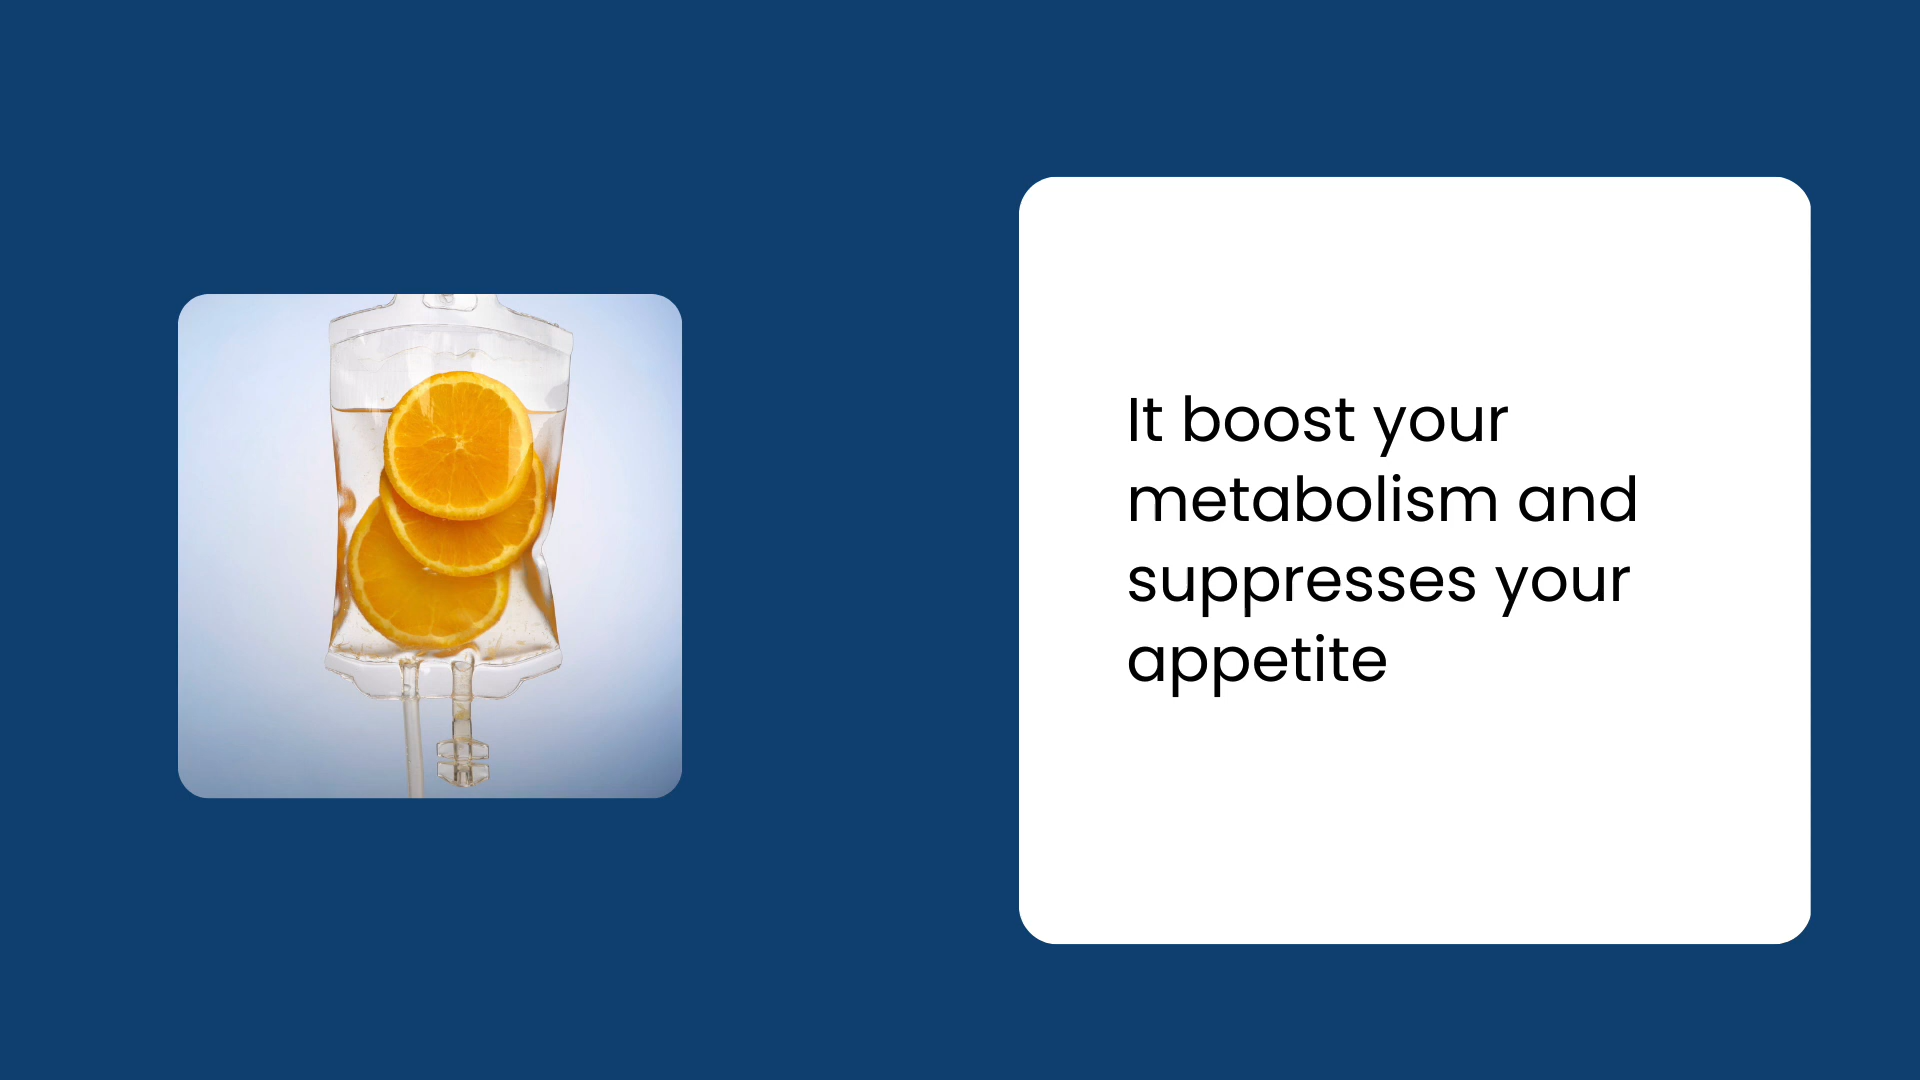 It boost your
metabolism and
suppresses your
appetite